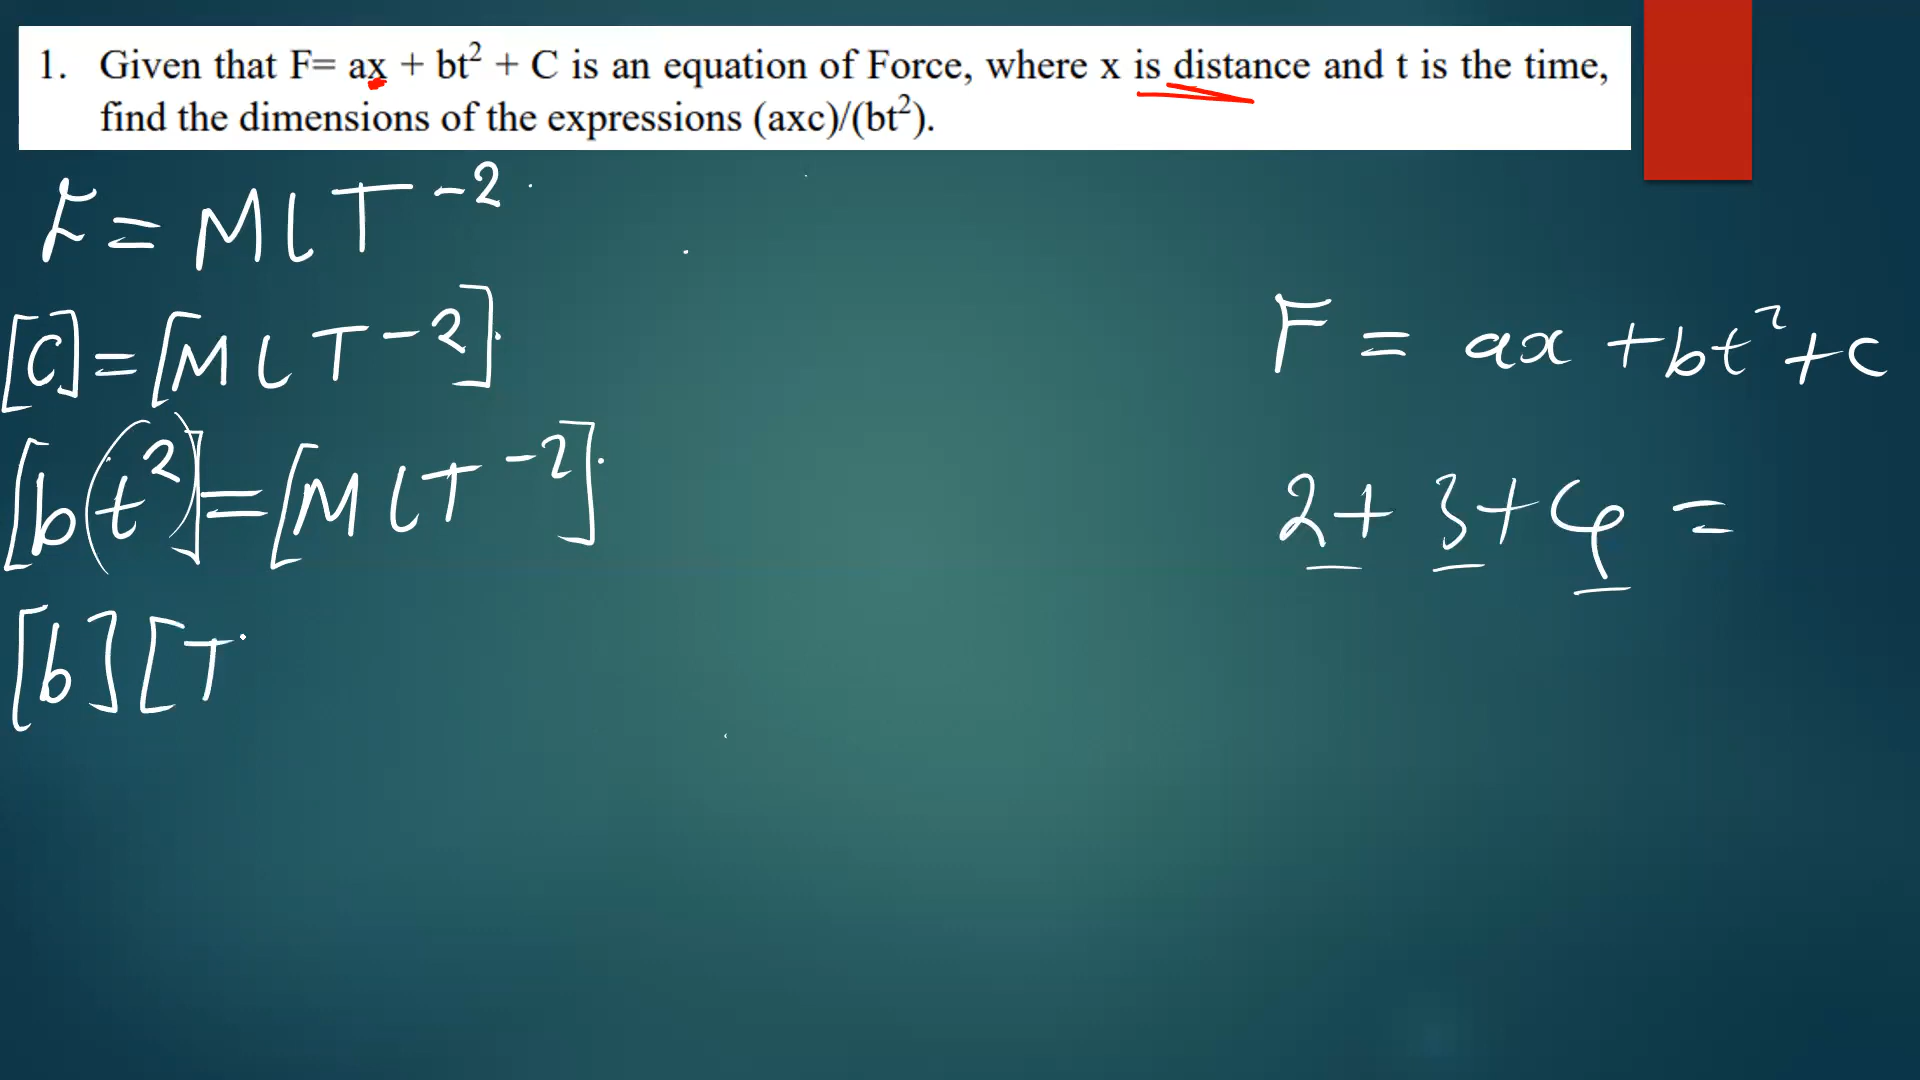 1. Given that F= ax + bt² + C is an equation of Force, where x is distance and t is the time,
find the dimensions of the expressions (axc)/(bt²).
F = MLT⁻²
[C] = [MLT⁻²].
[b(t²)] = [MLT⁻²].
[b][T
F = ax + bt² + c
2 + 3 + 4 =